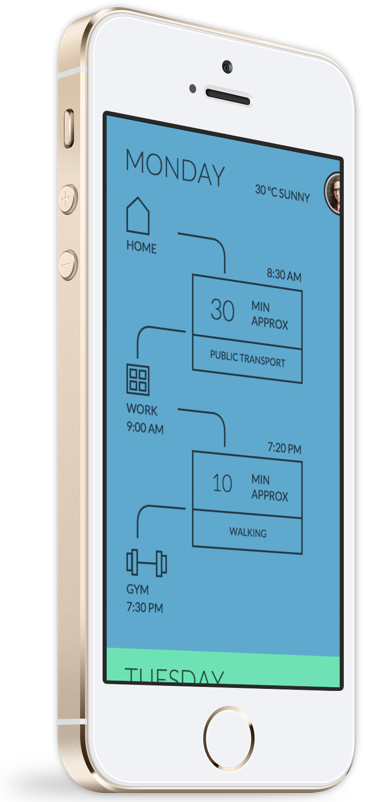 MONDAY
30 °C SUNNY
HOME
8:30 AM
30 MIN
APPROX
PUBLIC TRANSPORT
WORK
9:00 AM
7:20 PM
10 MIN
APPROX
WALKING
GYM
7:30 PM
TUESDAY